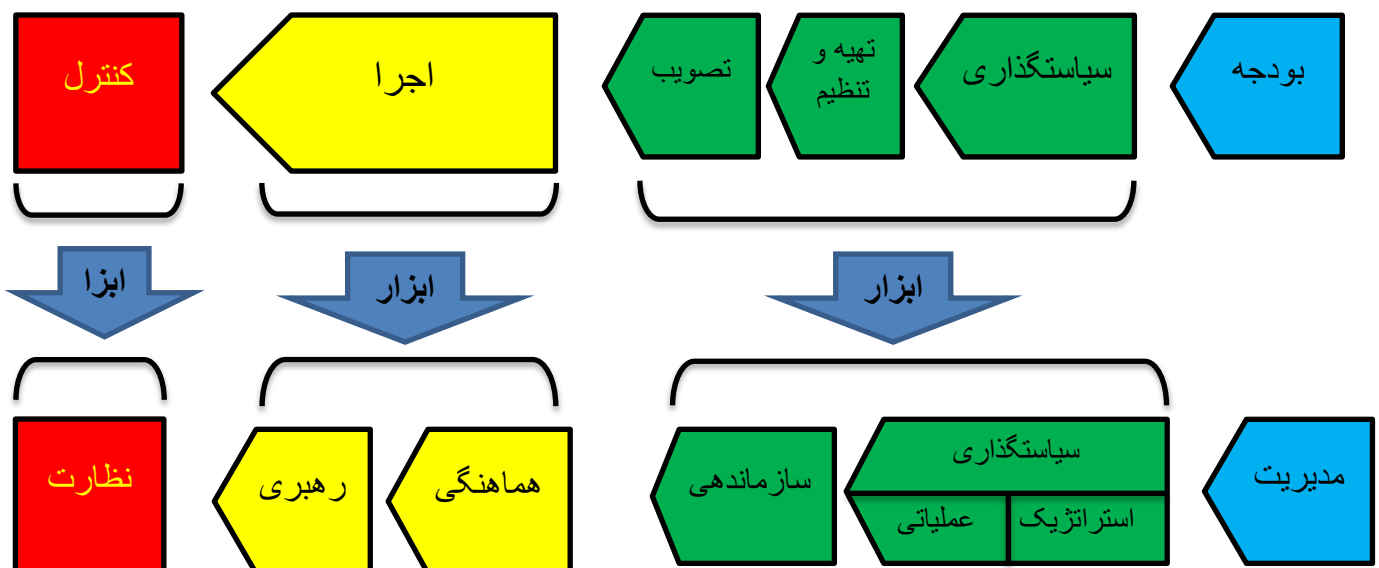 بودجه
سیاستگذاری
تهیه و
تنظیم
تصویب
اجرا
کنترل
ابزار
ابزار
ابزا
مدیریت
سیاستگذاری
استراتژیک
عملیاتی
سازماندهی
هماهنگی
رهبری
نظارت